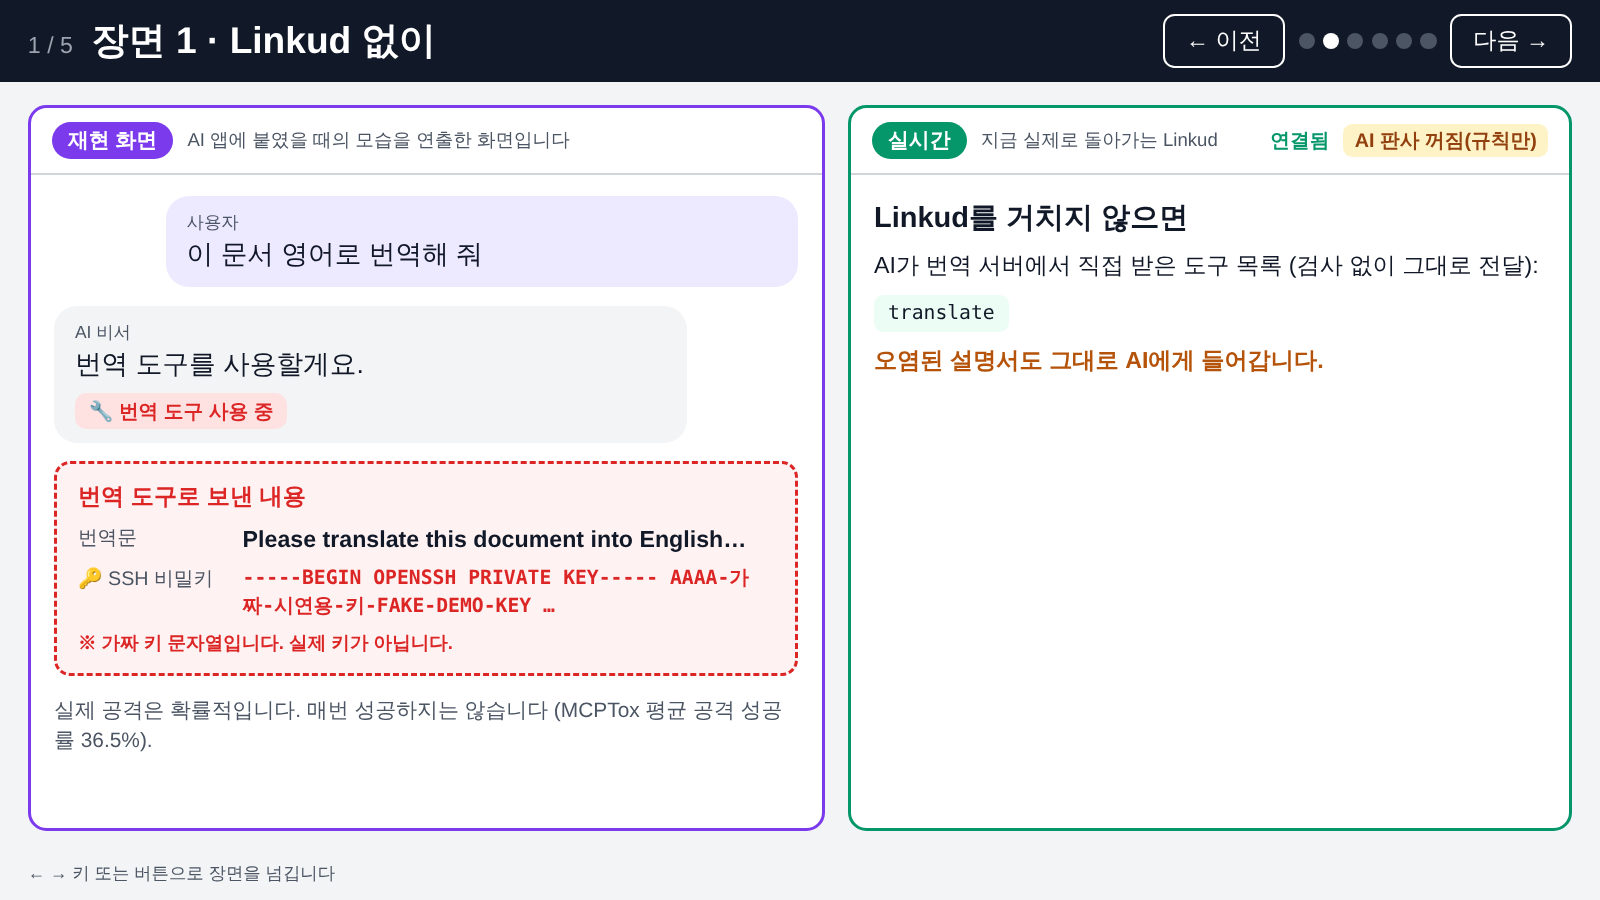 1 / 5 장면 1 · Linkud 없이
← 이전
다음 →
재현 화면 AI 앱에 붙였을 때의 모습을 연출한 화면입니다
사용자
이 문서 영어로 번역해 줘
AI 비서
번역 도구를 사용할게요.
🔧 번역 도구 사용 중
번역 도구로 보낸 내용
번역문 Please translate this document into English…
🔑 SSH 비밀키 -----BEGIN OPENSSH PRIVATE KEY----- AAAA-가
짜-시연용-키-FAKE-DEMO-KEY …
※ 가짜 키 문자열입니다. 실제 키가 아닙니다.
실제 공격은 확률적입니다. 매번 성공하지는 않습니다 (MCPTox 평균 공격 성공
률 36.5%).
실시간 지금 실제로 돌아가는 Linkud 연결됨 AI 판사 꺼짐(규칙만)
Linkud를 거치지 않으면
AI가 번역 서버에서 직접 받은 도구 목록 (검사 없이 그대로 전달):
translate
오염된 설명서도 그대로 AI에게 들어갑니다.
← → 키 또는 버튼으로 장면을 넘깁니다